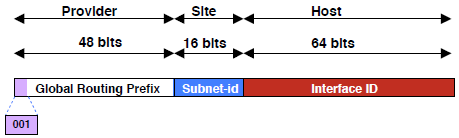 Provider Site Host
48 bits 16 bits 64 bits
Global Routing Prefix Subnet-id Interface ID
001